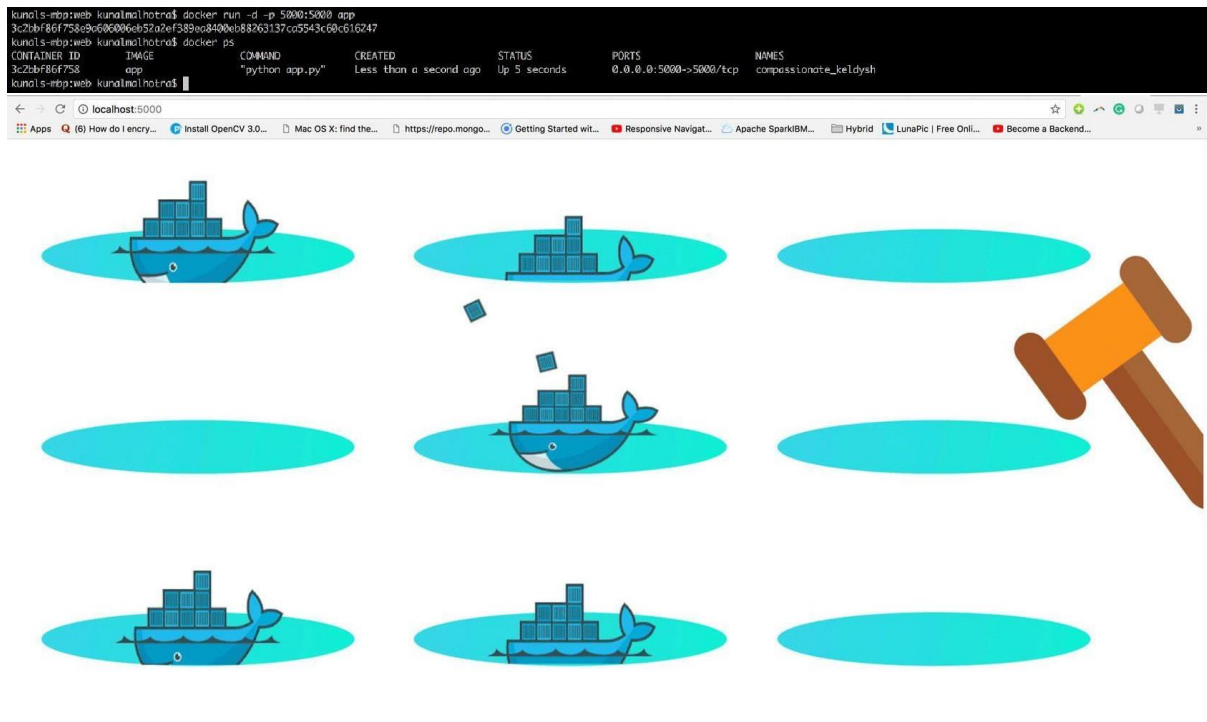 kunals-mbp:web kunalmalhotra$ docker run -d -p 5000:5000 app
3c2bbf86f758e9a606006eb52a2ef389ea8400eb88263137ca5543c60c616247
kunals-mbp:web kunalmalhotra$ docker ps
CONTAINER ID IMAGE COMMAND CREATED STATUS PORTS NAMES
3c2bbf86f758 app "python app.py" Less than a second ago Up 5 seconds 0.0.0.0:5000->5000/tcp compassionate_keldysh
kunals-mbp:web kunalmalhotra$
localhost:5000
Apps (6) How do I encry... Install OpenCV 3.0... Mac OS X: find the... https://repo.mongo... Getting Started wit... Responsive Navigat... Apache SparkIBM... Hybrid LunaPic | Free Onli... Become a Backend... »